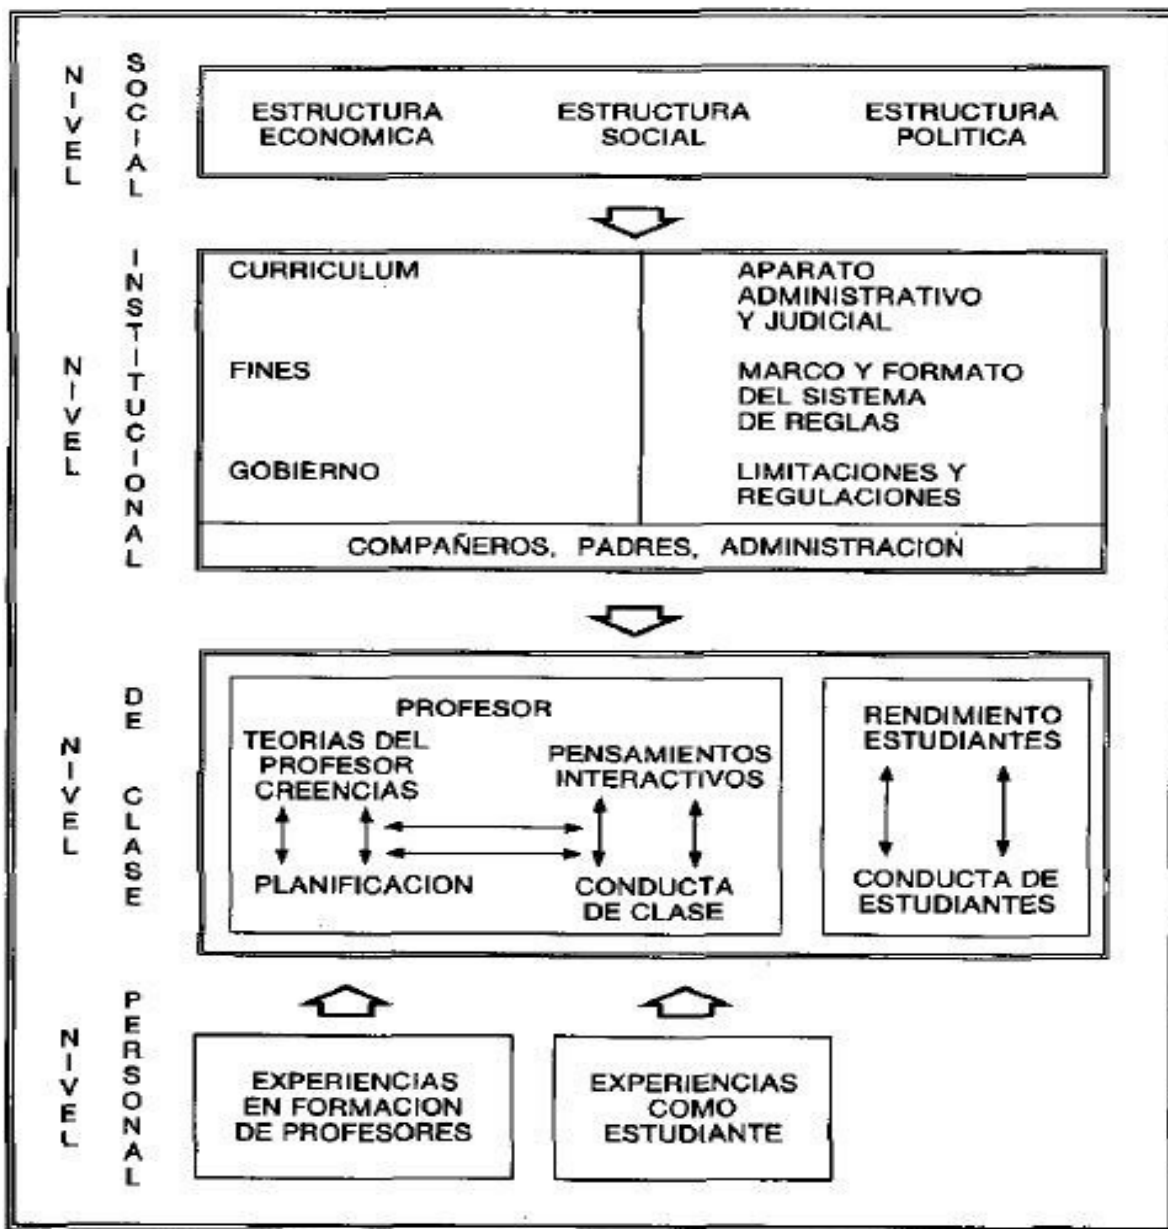 NIVEL SOCIAL
ESTRUCTURA ECONOMICA
ESTRUCTURA SOCIAL
ESTRUCTURA POLITICA
NIVEL INSTITUCIONAL
CURRICULUM
FINES
GOBIERNO
APARATO
ADMINISTRATIVO
Y JUDICIAL
MARCO Y FORMATO
DEL SISTEMA
DE REGLAS
LIMITACIONES Y
REGULACIONES
COMPAÑEROS, PADRES, ADMINISTRACION
NIVEL DE CLASE
PROFESOR
TEORIAS DEL
PROFESOR
CREENCIAS
PENSAMIENTOS
INTERACTIVOS
PLANIFICACION
CONDUCTA
DE CLASE
RENDIMIENTO
ESTUDIANTES
CONDUCTA DE
ESTUDIANTES
NIVEL PERSONAL
EXPERIENCIAS
EN FORMACION
DE PROFESORES
EXPERIENCIAS
COMO
ESTUDIANTE